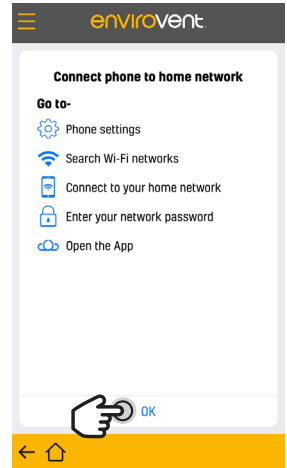 envirovent
Connect phone to home network
Go to-
Phone settings
Search Wi-Fi networks
Connect to your home network
Enter your network password
Open the App
OK